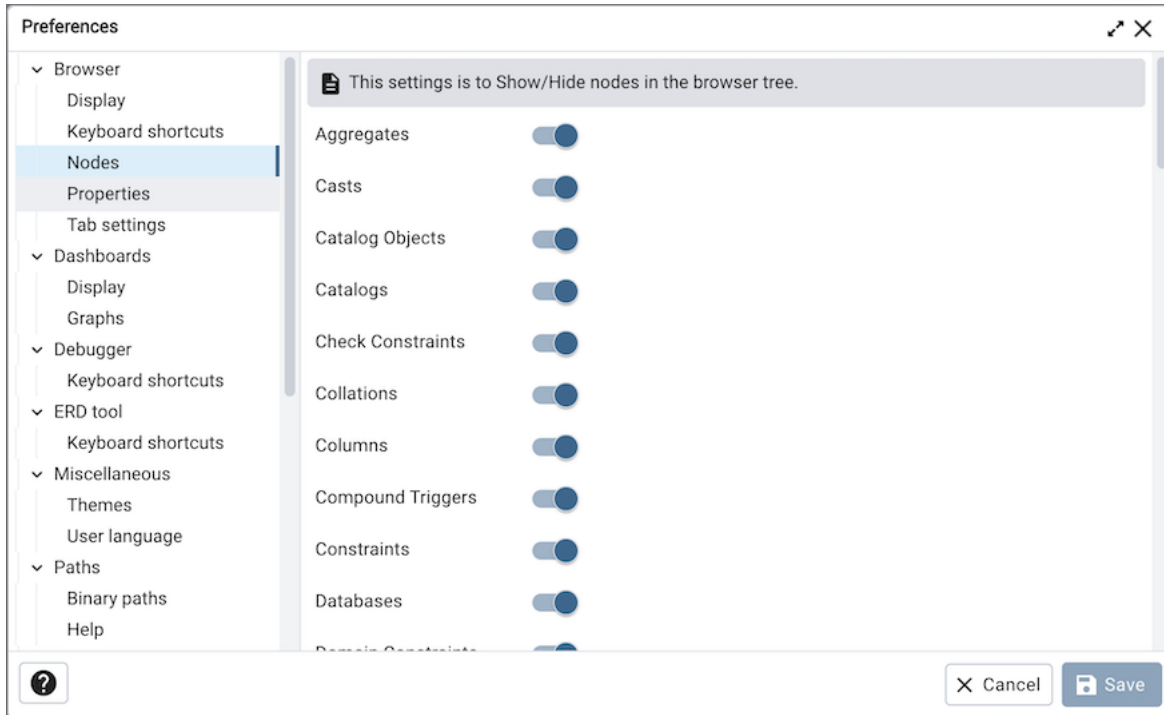 Preferences
Browser
Display
Keyboard shortcuts
Nodes
Properties
Tab settings
Dashboards
Display
Graphs
Debugger
Keyboard shortcuts
ERD tool
Keyboard shortcuts
Miscellaneous
Themes
User language
Paths
Binary paths
Help
This settings is to Show/Hide nodes in the browser tree.
Aggregates
Casts
Catalog Objects
Catalogs
Check Constraints
Collations
Columns
Compound Triggers
Constraints
Databases
Domain Constraints
Cancel
Save